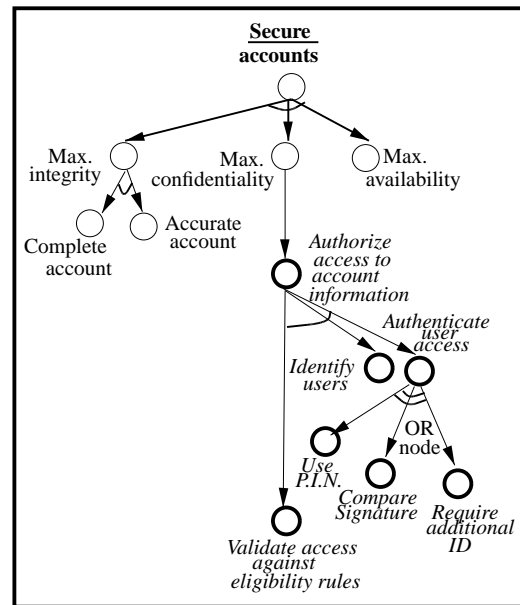 Secure
accounts
Max.
integrity
Max.
confidentiality
Max.
availability
Complete
account
Accurate
account
Authorize
access to
account
information
Identify
users
Authenticate
user
access
OR
node
Use
P.I.N.
Compare
Signature
Require
additional
ID
Validate access
against
eligibility rules